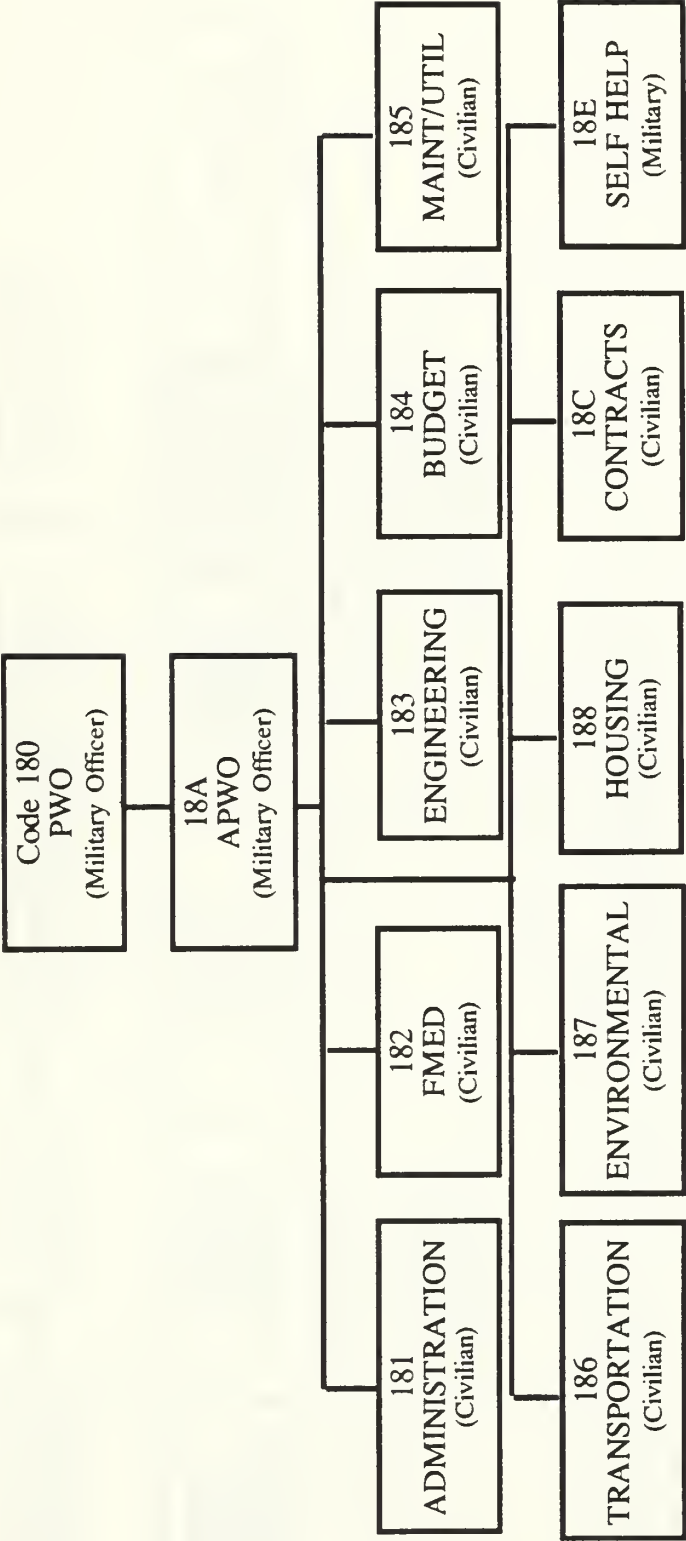 Code 180
PWO
(Military Officer)
18A
APWO
(Military Officer)
181
ADMINISTRATION
(Civilian)
182
FMED
(Civilian)
183
ENGINEERING
(Civilian)
184
BUDGET
(Civilian)
185
MAINT/UTIL
(Civilian)
186
TRANSPORTATION
(Civilian)
187
ENVIRONMENTAL
(Civilian)
188
HOUSING
(Civilian)
18C
CONTRACTS
(Civilian)
18E
SELF HELP
(Military)